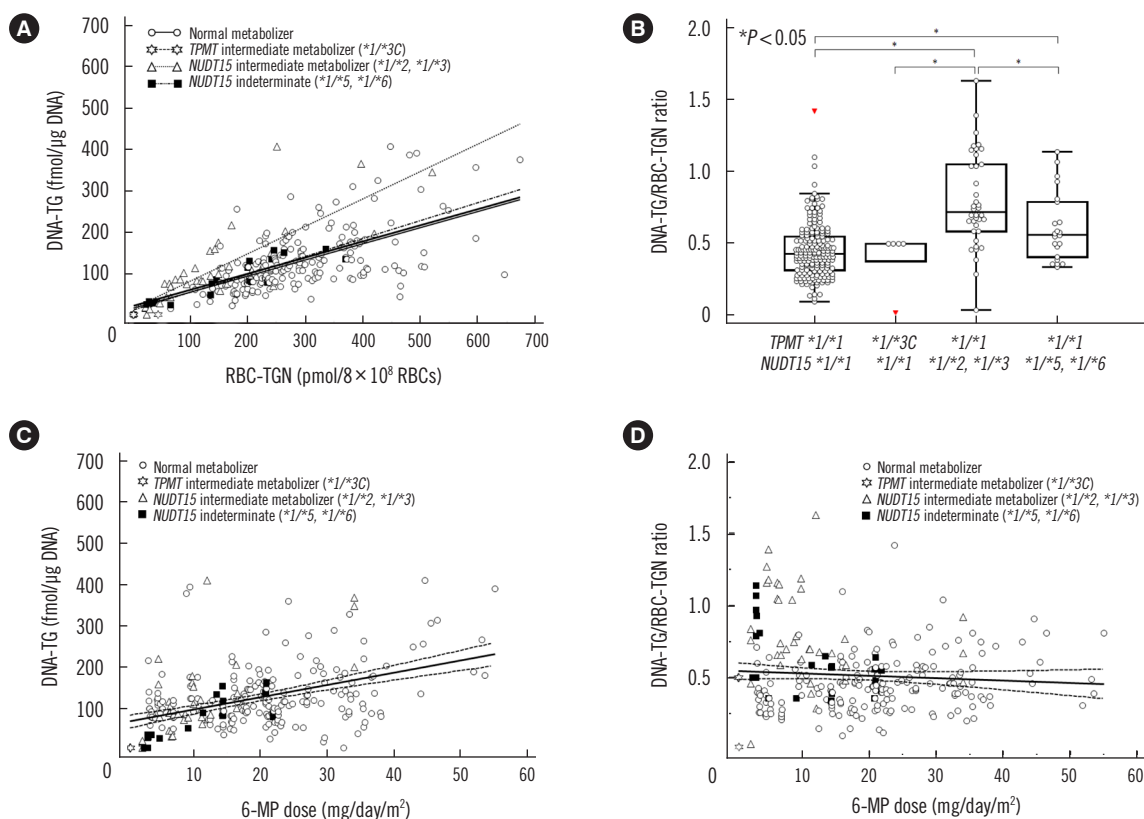 A
700
600
500
400
300
200
100
0
DNA-TG (fmol/μg DNA)
Normal metabolizer
TPMT intermediate metabolizer (*1/*3C)
NUDT15 intermediate metabolizer (*1/*2, *1/*3)
NUDT15 indeterminate (*1/*5, *1/*6)
100 200 300 400 500 600 700
RBC-TGN (pmol/8 × 10⁸ RBCs)
B
2.0
1.5
1.0
0.5
0
DNA-TG/RBC-TGN ratio
*P < 0.05
*
*
*
*
TPMT *1/*1 *1/*3C *1/*1 *1/*1
NUDT15 *1/*1 *1/*1 *1/*2, *1/*3 *1/*5, *1/*6
C
700
600
500
400
300
200
100
0
DNA-TG (fmol/μg DNA)
Normal metabolizer
TPMT intermediate metabolizer (*1/*3C)
NUDT15 intermediate metabolizer (*1/*2, *1/*3)
NUDT15 indeterminate (*1/*5, *1/*6)
10 20 30 40 50 60
6-MP dose (mg/day/m²)
D
2.0
1.5
1.0
0.5
0
DNA-TG/RBC-TGN ratio
Normal metabolizer
TPMT intermediate metabolizer (*1/*3C)
NUDT15 intermediate metabolizer (*1/*2, *1/*3)
NUDT15 indeterminate (*1/*5, *1/*6)
10 20 30 40 50 60
6-MP dose (mg/day/m²)